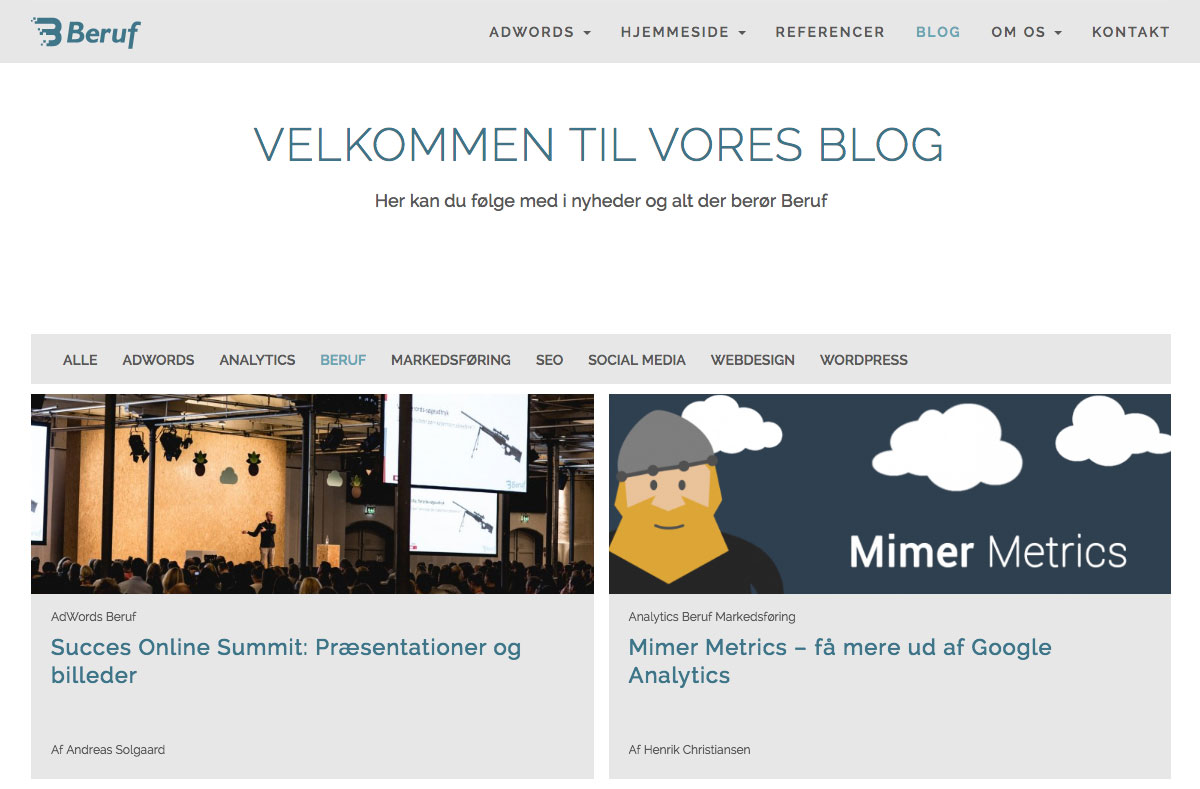 Beruf
ADWORDS HJEMMESIDE REFERENCER BLOG OM OS KONTAKT
VELKOMMEN TIL VORES BLOG
Her kan du følge med i nyheder og alt der berør Beruf
ALLE ADWORDS ANALYTICS BERUF MARKEDSFØRING SEO SOCIAL MEDIA WEBDESIGN WORDPRESS
Beruf
Mimer Metrics
AdWords Beruf
Succes Online Summit: Præsentationer og
billeder
Af Andreas Solgaard
Analytics Beruf Markedsføring
Mimer Metrics – få mere ud af Google
Analytics
Af Henrik Christiansen